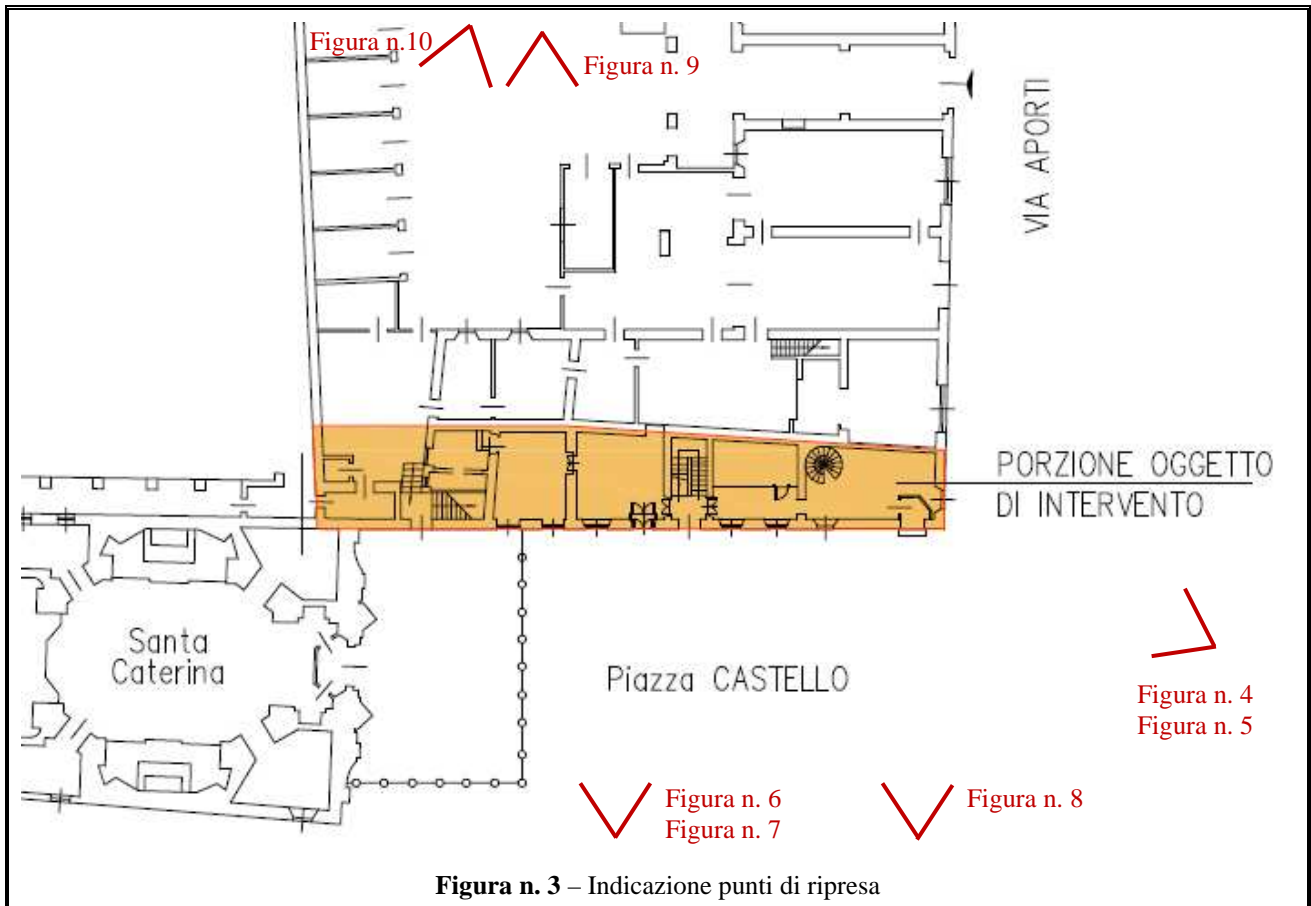 Figura n.10
Figura n. 9
VIA APORTI
PORZIONE OGGETTO
DI INTERVENTO
Santa
Caterina
Piazza CASTELLO
Figura n. 4
Figura n. 5
Figura n. 6
Figura n. 7
Figura n. 8
Figura n. 3 – Indicazione punti di ripresa